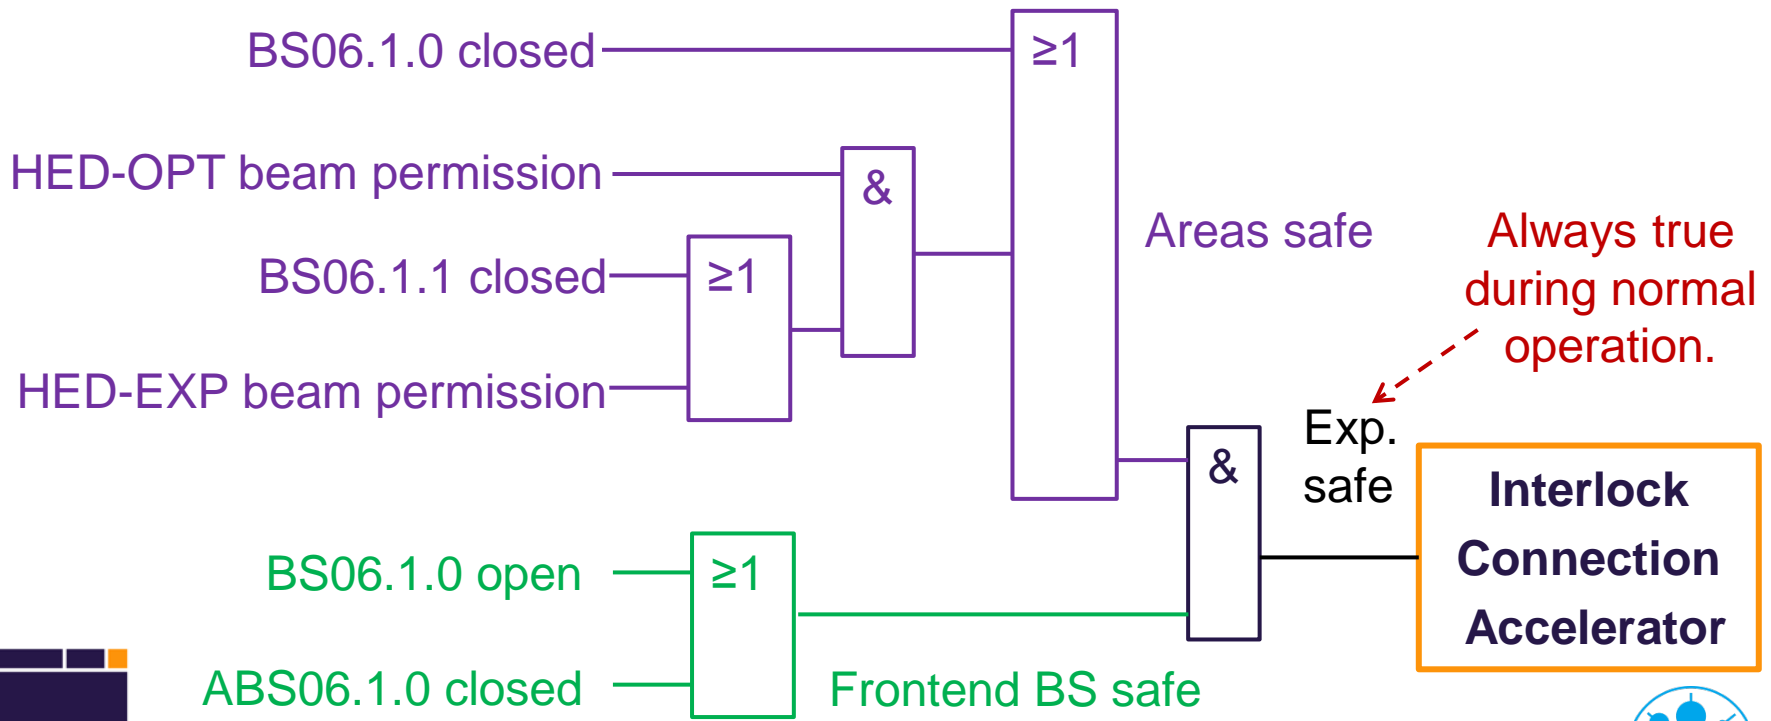 BS06.1.0 closed
≥1
HED-OPT beam permission
&
BS06.1.1 closed
≥1
HED-EXP beam permission
Areas safe
Always true
during normal
operation.
Exp.
safe
&
Interlock
Connection
Accelerator
BS06.1.0 open
≥1
ABS06.1.0 closed
Frontend BS safe